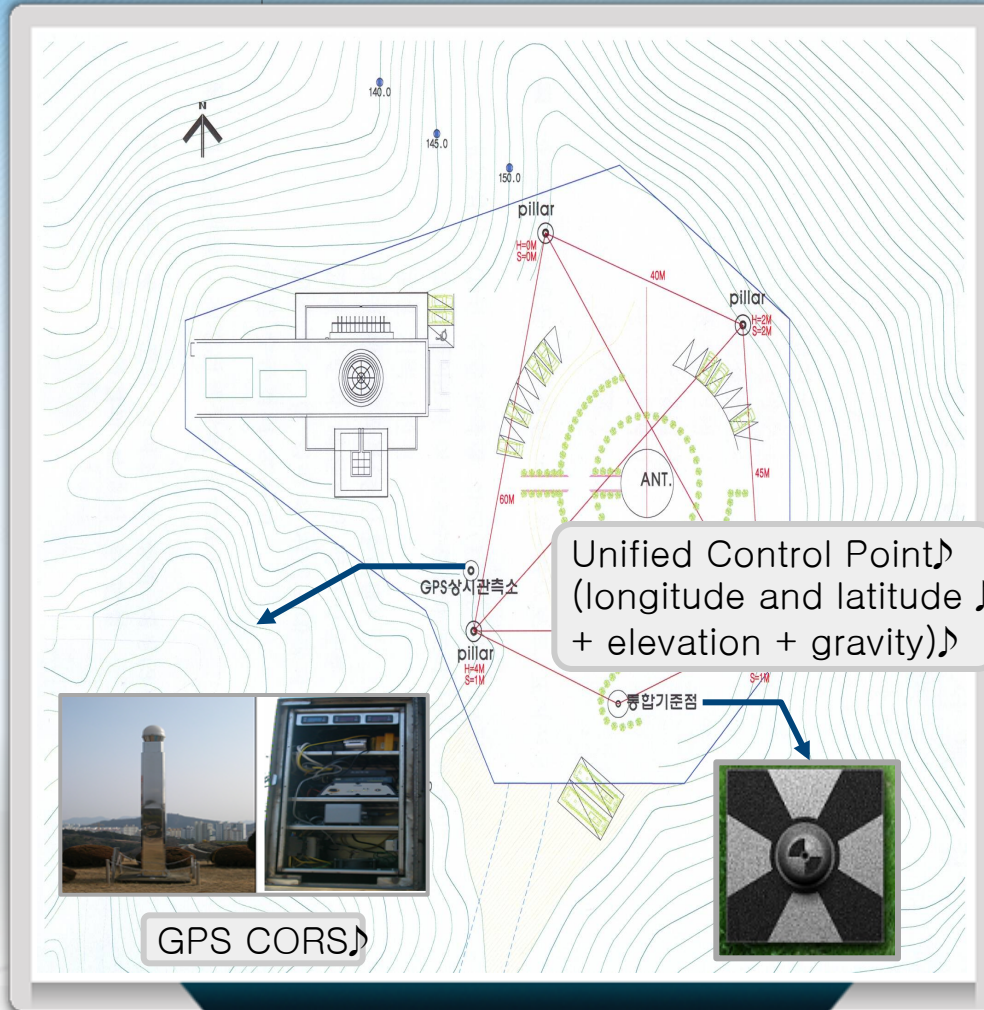 N
140.0
145.0
150.0
pillar
H=0M
S=0M
40M
pillar
H=2M
S=2M
ANT.
45M
60M
Unified Control Point♪
(longitude and latitude ♪
+ elevation + gravity)♪
GPS상시관측소
pillar
H=4M
S=1M
S=1M
통합기준점
GPS CORS♪